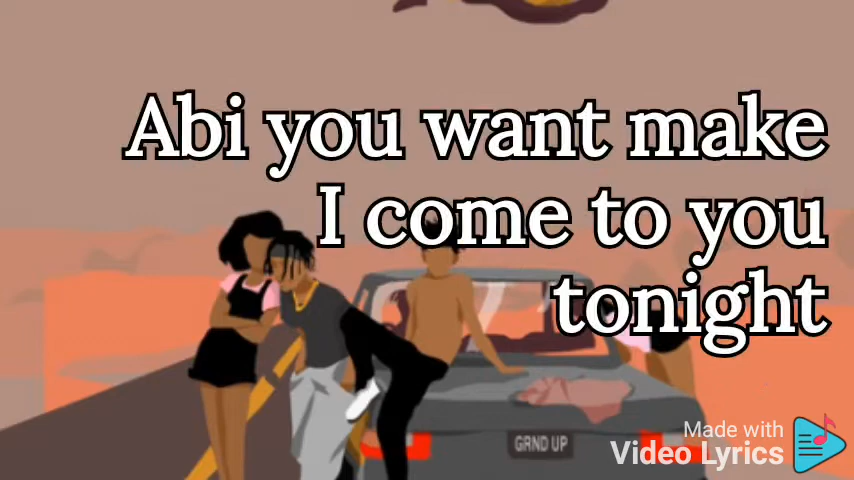 Abi you want make
I come to you
tonight
GRND UP
Made with
Video Lyrics